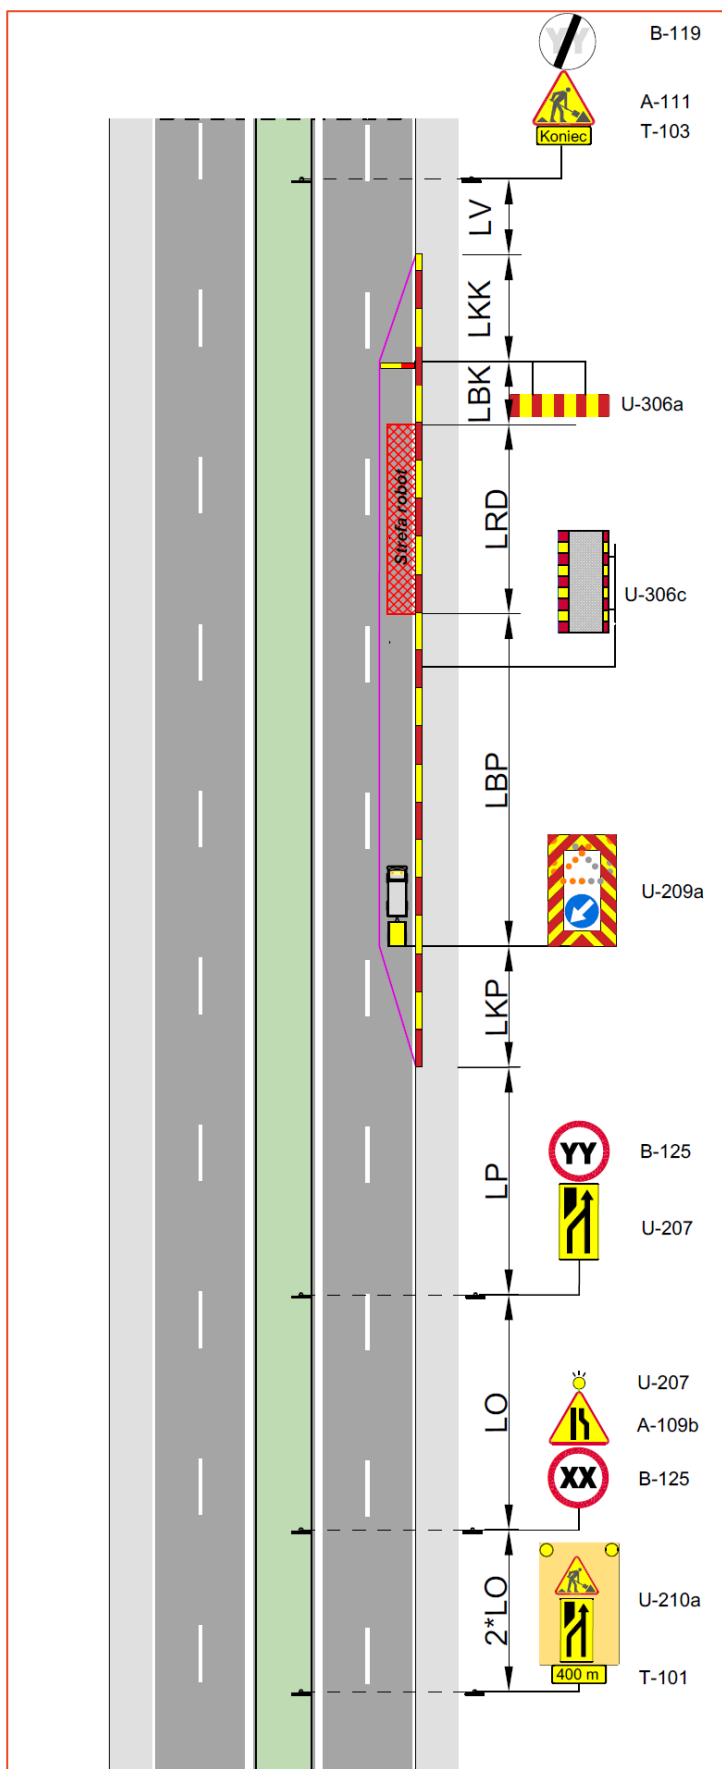 YY
B-119
A-111
Koniec
T-103
LV
LKK
LBK
U-306a
LRD
Strefa robot
U-306c
LBP
U-209a
LKP
LP
YY
B-125
U-207
LO
U-207
A-109b
XX
B-125
2*LO
U-210a
400 m
T-101